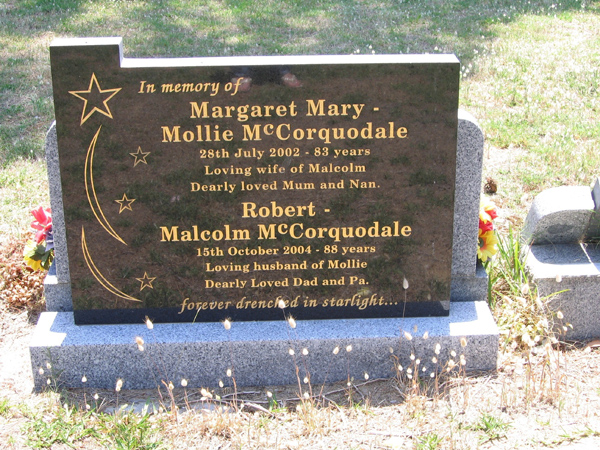 In memory of
Margaret Mary -
Mollie McCorquodale
28th July 2002 - 83 years
Loving wife of Malcolm
Dearly loved Mum and Nan.
Robert -
Malcolm McCorquodale
15th October 2004 - 88 years
Loving husband of Mollie
Dearly Loved Dad and Pa.
forever drenched in starlight...